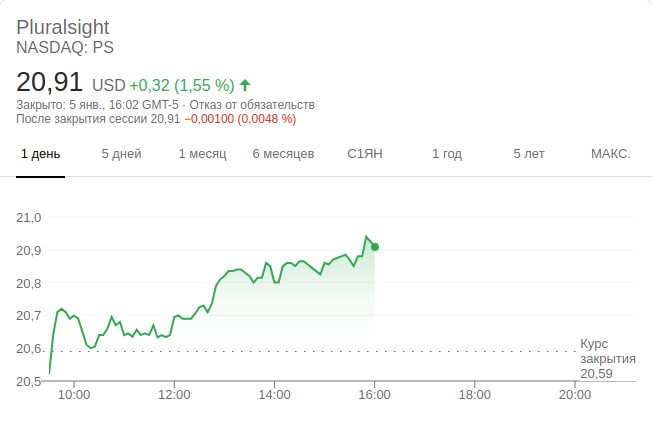 Pluralsight
NASDAQ: PS
20,91 USD +0,32 (1,55 %)
Закрыто: 5 янв., 16:02 GMT-5 · Отказ от обязательств
После закрытия сессии 20,91 −0,00100 (0,0048 %)
1 день 5 дней 1 месяц 6 месяцев С1ЯН 1 год 5 лет МАКС.
21,0
20,9
20,8
20,7
20,6
20,5
Курс
закрытия
20,59
10:00 12:00 14:00 16:00 18:00 20:00